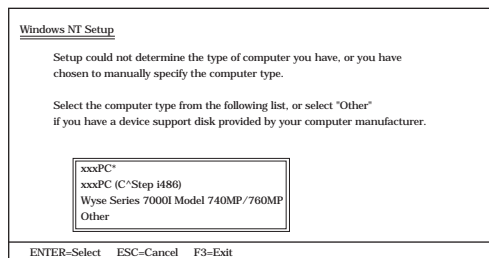 Windows NT Setup
Setup could not determine the type of computer you have, or you have
chosen to manually specify the computer type.
Select the computer type from the following list, or select "Other"
if you have a device support disk provided by your computer manufacturer.
xxxPC*
xxxPC (C^Step i486)
Wyse Series 7000I Model 740MP/760MP
Other
ENTER=Select ESC=Cancel F3=Exit